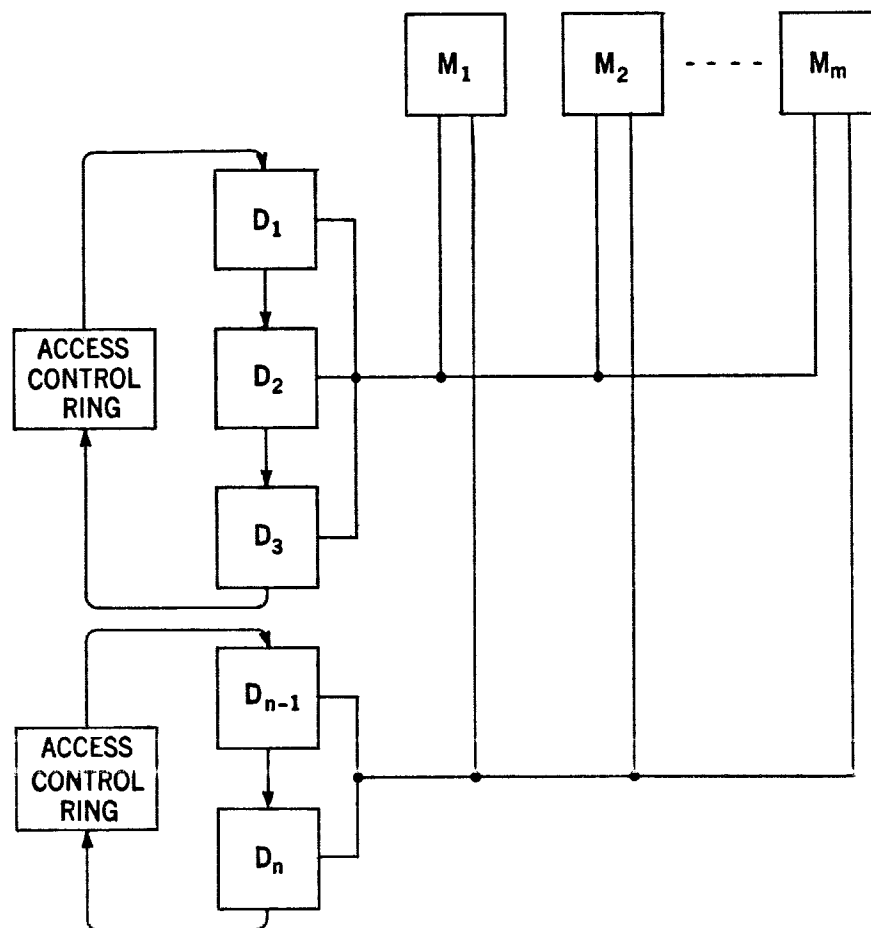 M1
M2
Mm
D1
ACCESS
CONTROL
RING
D2
D3
Dn-1
ACCESS
CONTROL
RING
Dn